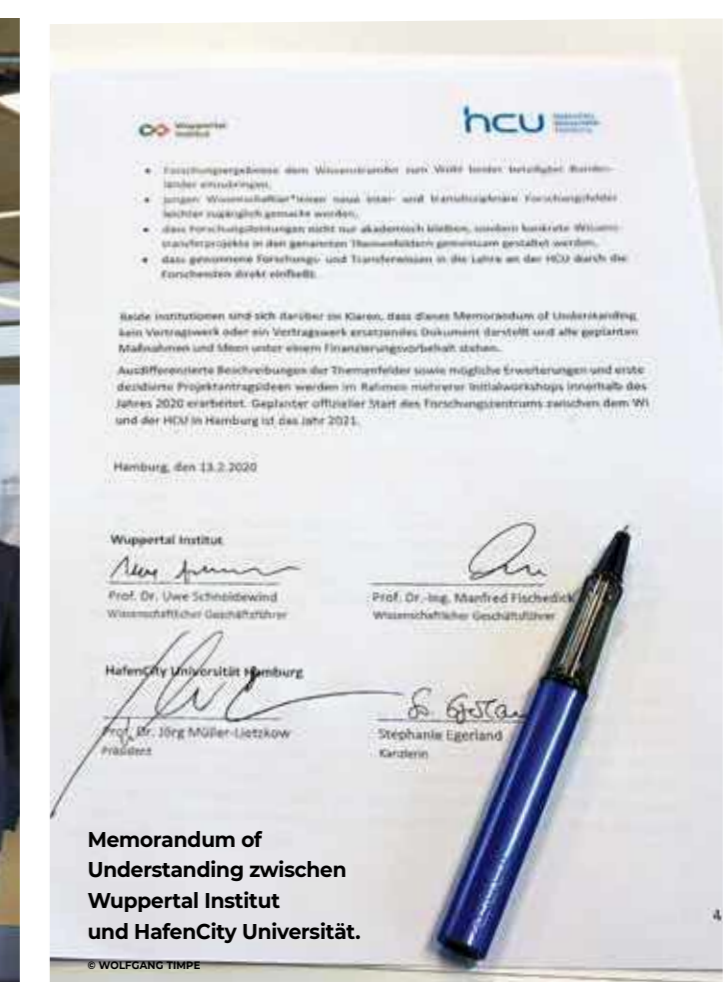 Wuppertal
Institut
hcu HafenCity
Universität
Hamburg
• Forschungsergebnisse dem Wissenstransfer zum Wohl beider beteiligter Bundes-
länder einzubringen,
• jungen Wissenschaftler*innen neue inter- und transdisziplinäre Forschungsfelder
leichter zugänglich gemacht werden,
• dass Forschungsleistungen nicht nur akademisch bleiben, sondern konkrete Wissens-
transferprojekte in den genannten Themenfeldern gemeinsam gestaltet werden,
• dass gewonnene Forschungs- und Transferwissen in die Lehre an der HCU durch die
Forschenden direkt einfließt.
Beide Institutionen sind sich darüber im Klaren, dass dieses Memorandum of Understanding
kein Vertragswerk oder ein Vertragswerk ersetzendes Dokument darstellt und alle geplanten
Maßnahmen und Ideen unter einem Finanzierungsvorbehalt stehen.
Ausdifferenzierte Beschreibungen der Themenfelder sowie mögliche Erweiterungen und erste
dezidierte Projektantragsideen werden im Rahmen mehrerer Initialworkshops innerhalb des
Jahres 2020 erarbeitet. Geplanter offizieller Start des Forschungszentrums zwischen dem WI
und der HCU in Hamburg ist das Jahr 2021.
Hamburg, den 13.2.2020
Wuppertal Institut
Prof. Dr. Uwe Schneidewind
Wissenschaftlicher Geschäftsführer
Prof. Dr.-Ing. Manfred Fischedick
Wissenschaftlicher Geschäftsführer
HafenCity Universität Hamburg
Prof. Dr. Jörg Müller-Lietzkow
Präsident
S. Egerland
Stephanie Egerland
Kanzlerin
4
Memorandum of
Understanding zwischen
Wuppertal Institut
und HafenCity Universität.
© WOLFGANG TIMPE